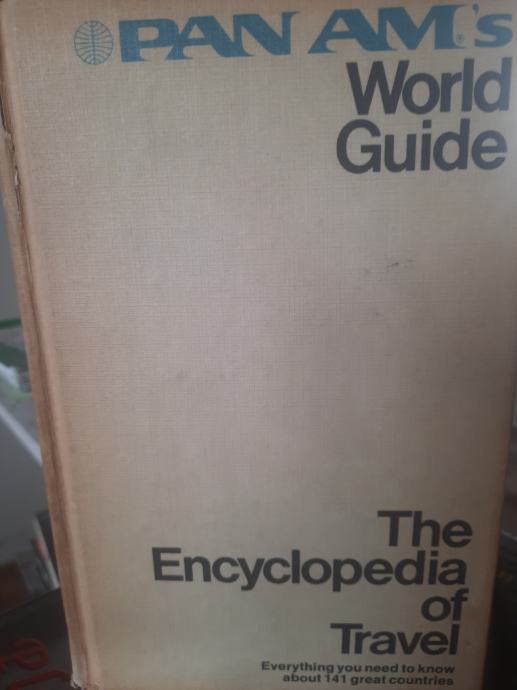 PAN AM®'s
World
Guide
The
Encyclopedia
of
Travel
Everything you need to know
about 141 great countries